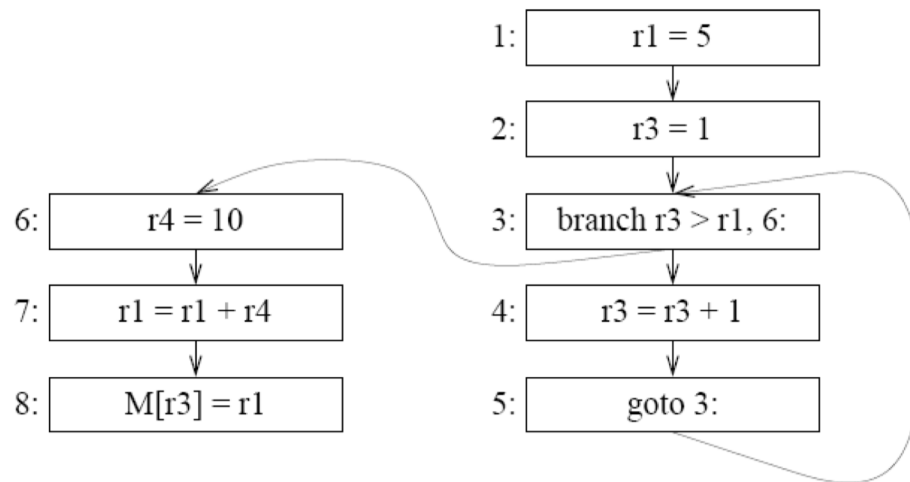 1: r1 = 5
2: r3 = 1
3: branch r3 > r1, 6:
4: r3 = r3 + 1
5: goto 3:
6: r4 = 10
7: r1 = r1 + r4
8: M[r3] = r1